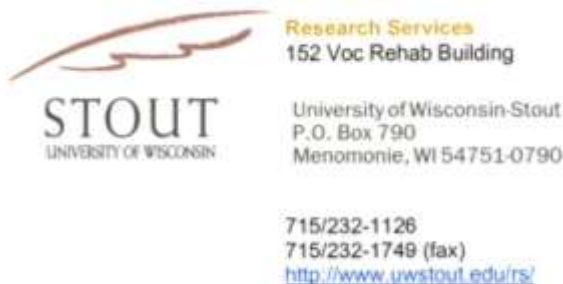 Research Services
152 Voc Rehab Building
STOUT
UNIVERSITY OF WISCONSIN
University of Wisconsin-Stout
P.O. Box 790
Menomonie, WI 54751-0790
715/232-1126
715/232-1749 (fax)
http://www.uwstout.edu/rs/